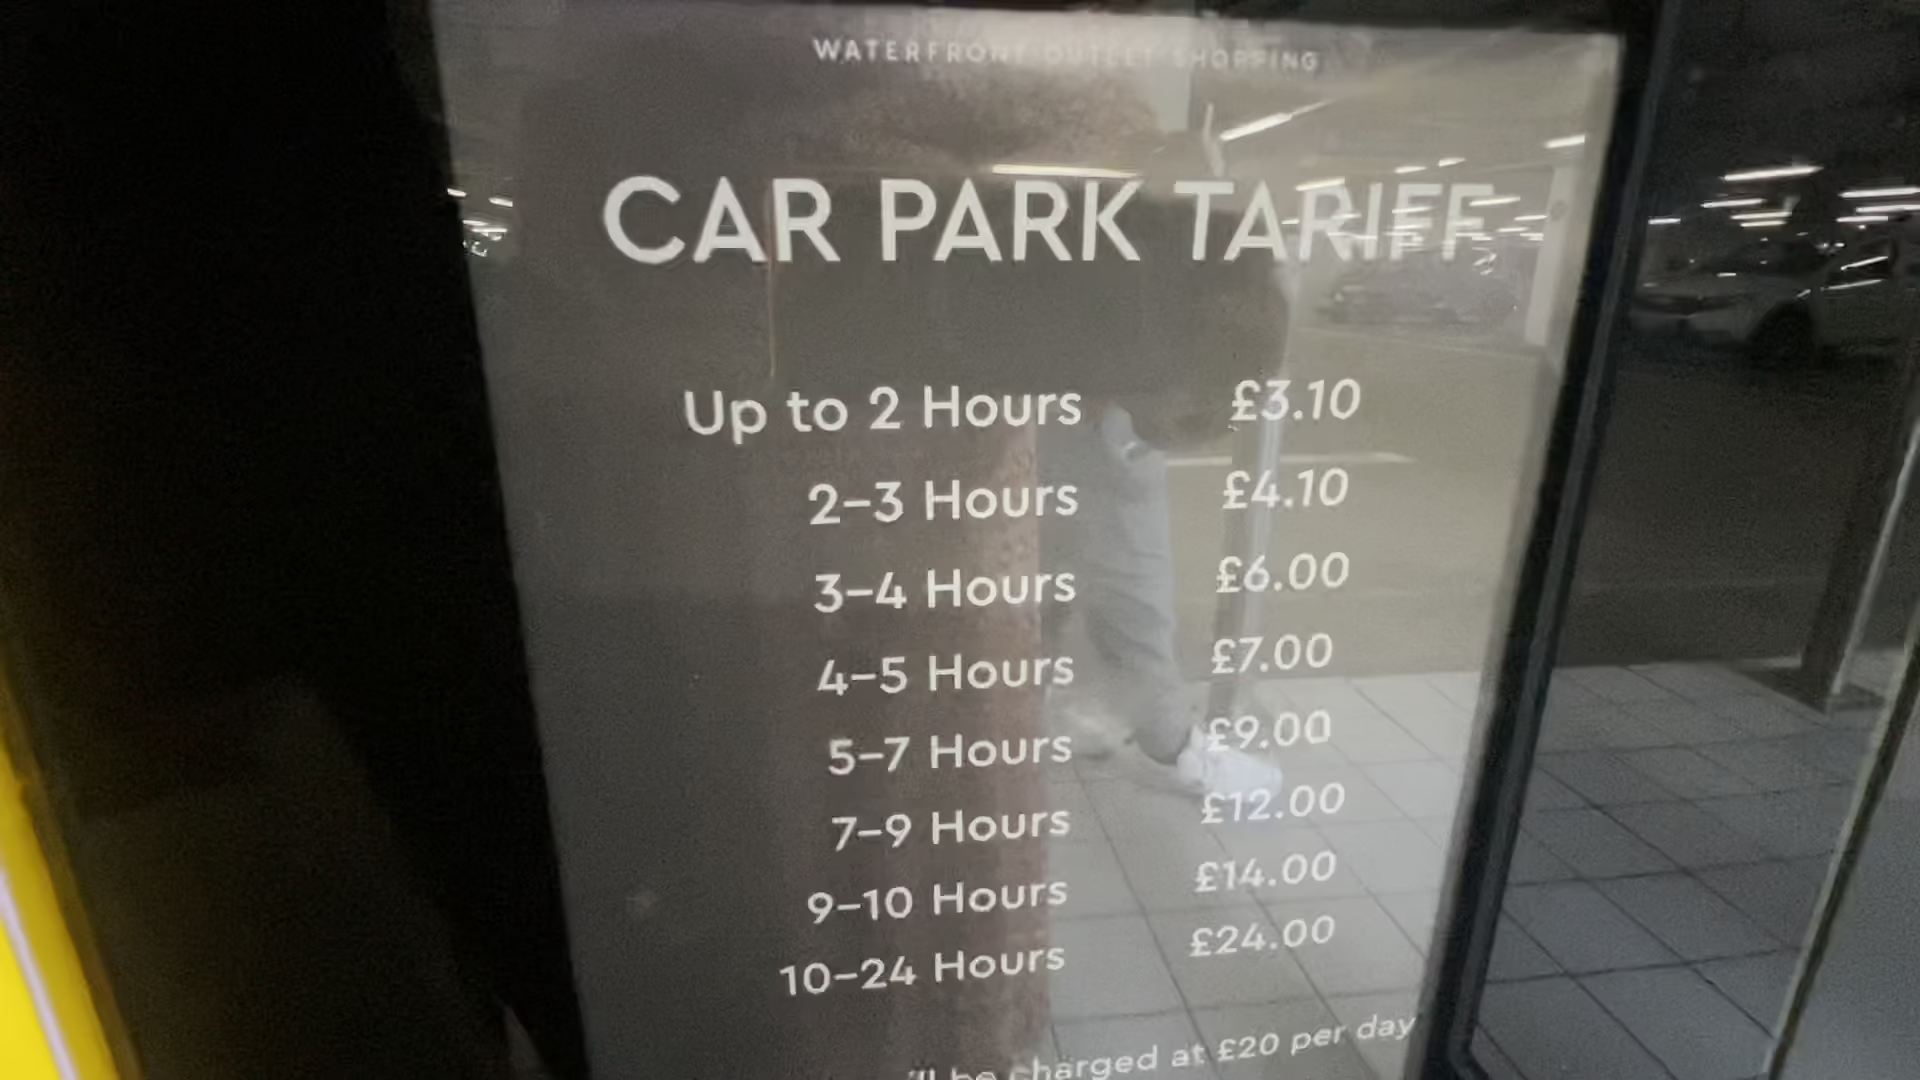 WATERFRONT OUTLET SHOPPING
CAR PARK TARIFF
Up to 2 Hours £3.10
2–3 Hours £4.10
3–4 Hours £6.00
4–5 Hours £7.00
5–7 Hours £9.00
7–9 Hours £12.00
9–10 Hours £14.00
10–24 Hours £24.00
be charged at £20 per day